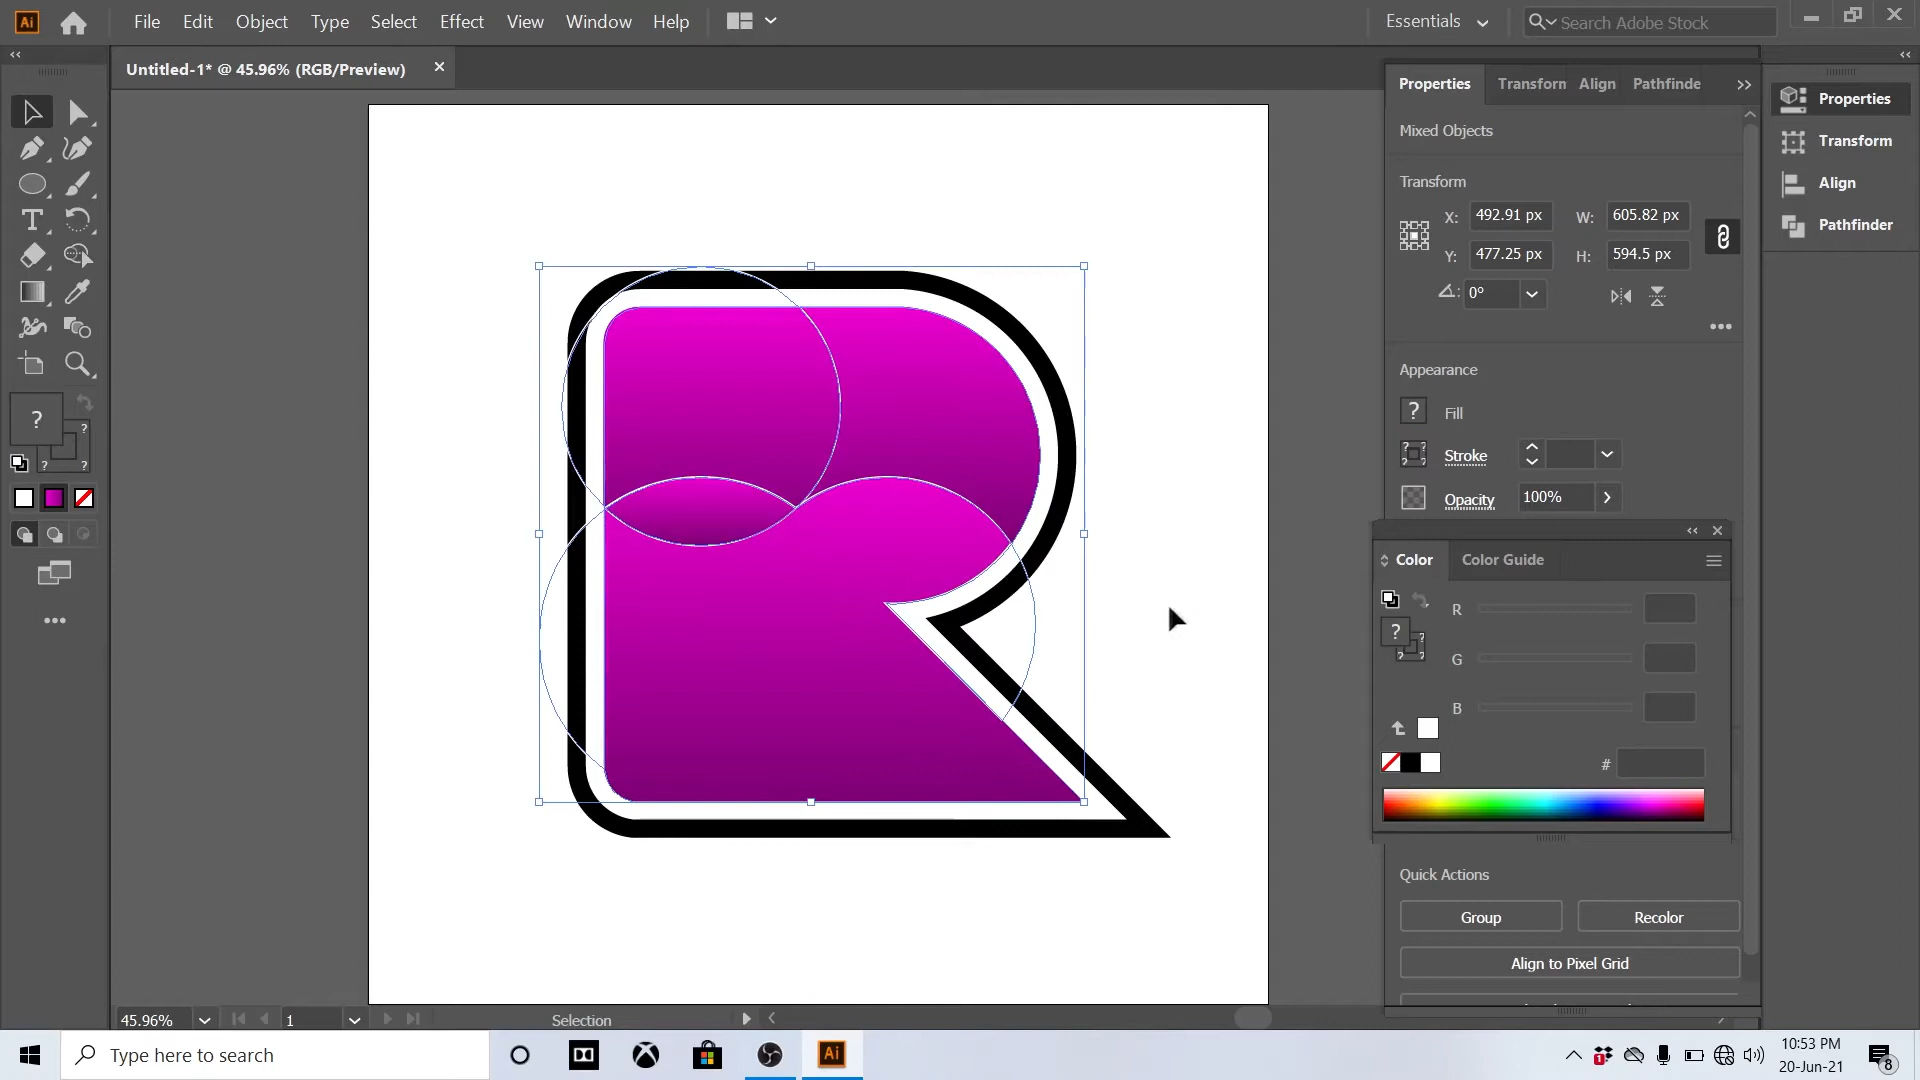 Ai File Edit Object Type Select Effect View Window Help Essentials Search Adobe Stock
Untitled-1* @ 45.96% (RGB/Preview)
Properties Transforn Align Pathfinde
Properties
Transform
Align
Pathfinder
Mixed Objects
Transform
X: 492.91 px W: 605.82 px
Y: 477.25 px H: 594.5 px
0°
Appearance
? Fill
Stroke
Opacity 100%
Color Color Guide
R
G
B
#
Quick Actions
Group Recolor
Align to Pixel Grid
45.96% 1 Selection
Type here to search
Ai
10:53 PM
20-Jun-21
8